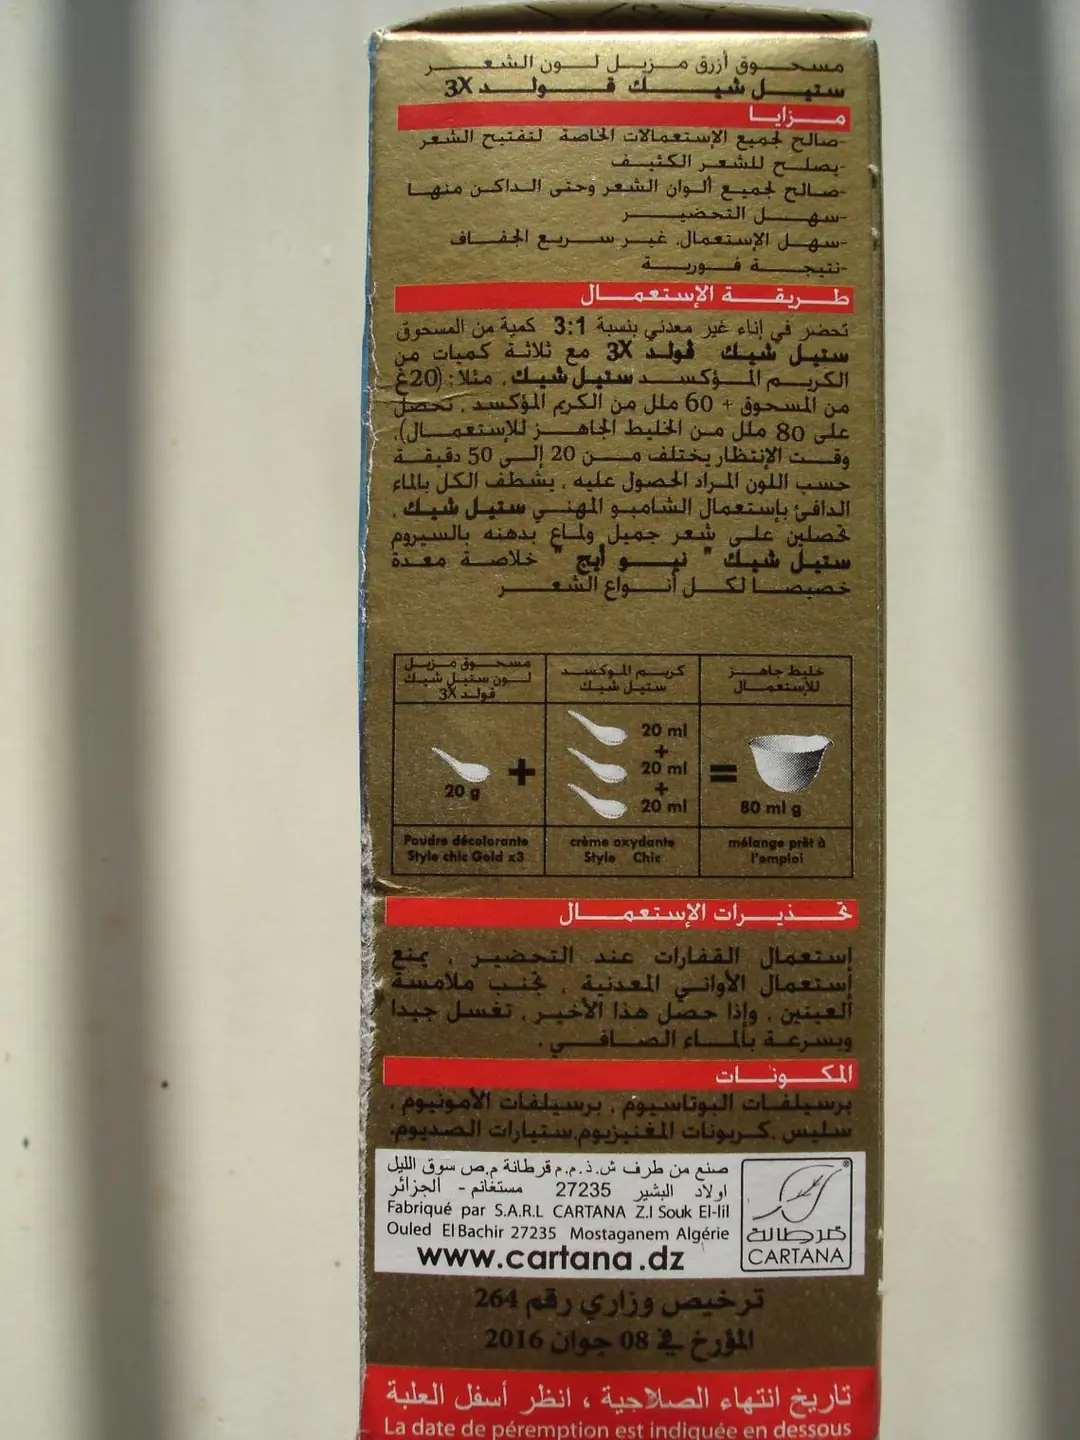 مسحوق أزرق مزيل لون الشعر
ستيل شيك قولد 3X
مزايا
-صالح لجميع الإستعمالات الخاصة لتفتيح الشعر
-يصلح للشعر الكثيف
-صالح لجميع ألوان الشعر وحتى الداكن منها
-سهل التحضير
-سهل الإستعمال. غير سريع الجفاف
-نتيجة فورية
طريقة الإستعمال
تحضر في إناء غير معدني بنسبة 3:1 كمية من المسحوق
ستيل شيك قولد 3X مع ثلاثة كميات من
الكريم المؤكسد ستيل شيك . مثلا : (20غ
من المسحوق + 60 ملل من الكريم المؤكسد . تحصل
على 80 ملل من الخليط الجاهز للإستعمال).
وقت الإنتظار يختلف من 20 إلى 50 دقيقة
حسب اللون المراد الحصول عليه . يشطف الكل بالماء
الدافئ بإستعمال الشامبو المهني ستيل شيك .
تحصلين على شعر جميل ولماع بدهنه بالسيروم
ستيل شيك " نيو أيج " خلاصة معدة
خصيصا لكل أنواع الشعر
مسحوق مزيل
لون ستيل شيك
قولد 3X
كريم الموكسد
ستيل شيك
خليط جاهز
للإستعمال
20 g
+
20 ml
+
20 ml
+
20 ml
=
80 ml g
Poudre décolorante
Style chic Gold x3
crème oxydante
Style Chic
mélange prêt à
l'emploi
تحذيرات الإستعمال
إستعمال القفازات عند التحضير . يمنع
إستعمال الأواني المعدنية . تجنب ملامسة
العينين . وإذا حصل هذا الأخير . تغسل جيدا
وبسرعة بالماء الصافي .
المكونات
برسيلفات البوتاسيوم . برسيلفات الأمونيوم .
سليس .كربونات المغنيزيوم.ستيارات الصديوم.
صنع من طرف ش.ذ.م.م قرطانة م.ص سوق الليل
اولاد البشير 27235 مستغانم - الجزائر
Fabriqué par S.A.R.L CARTANA Z.I Souk El-lil
Ouled El Bachir 27235 Mostaganem Algérie
www.cartana.dz
قرطانة
CARTANA
ترخيص وزاري رقم 264
المؤرخ في 08 جوان 2016
تاريخ انتهاء الصلاحية ، انظر أسفل العلبة
La date de péremption est indiquée en dessous